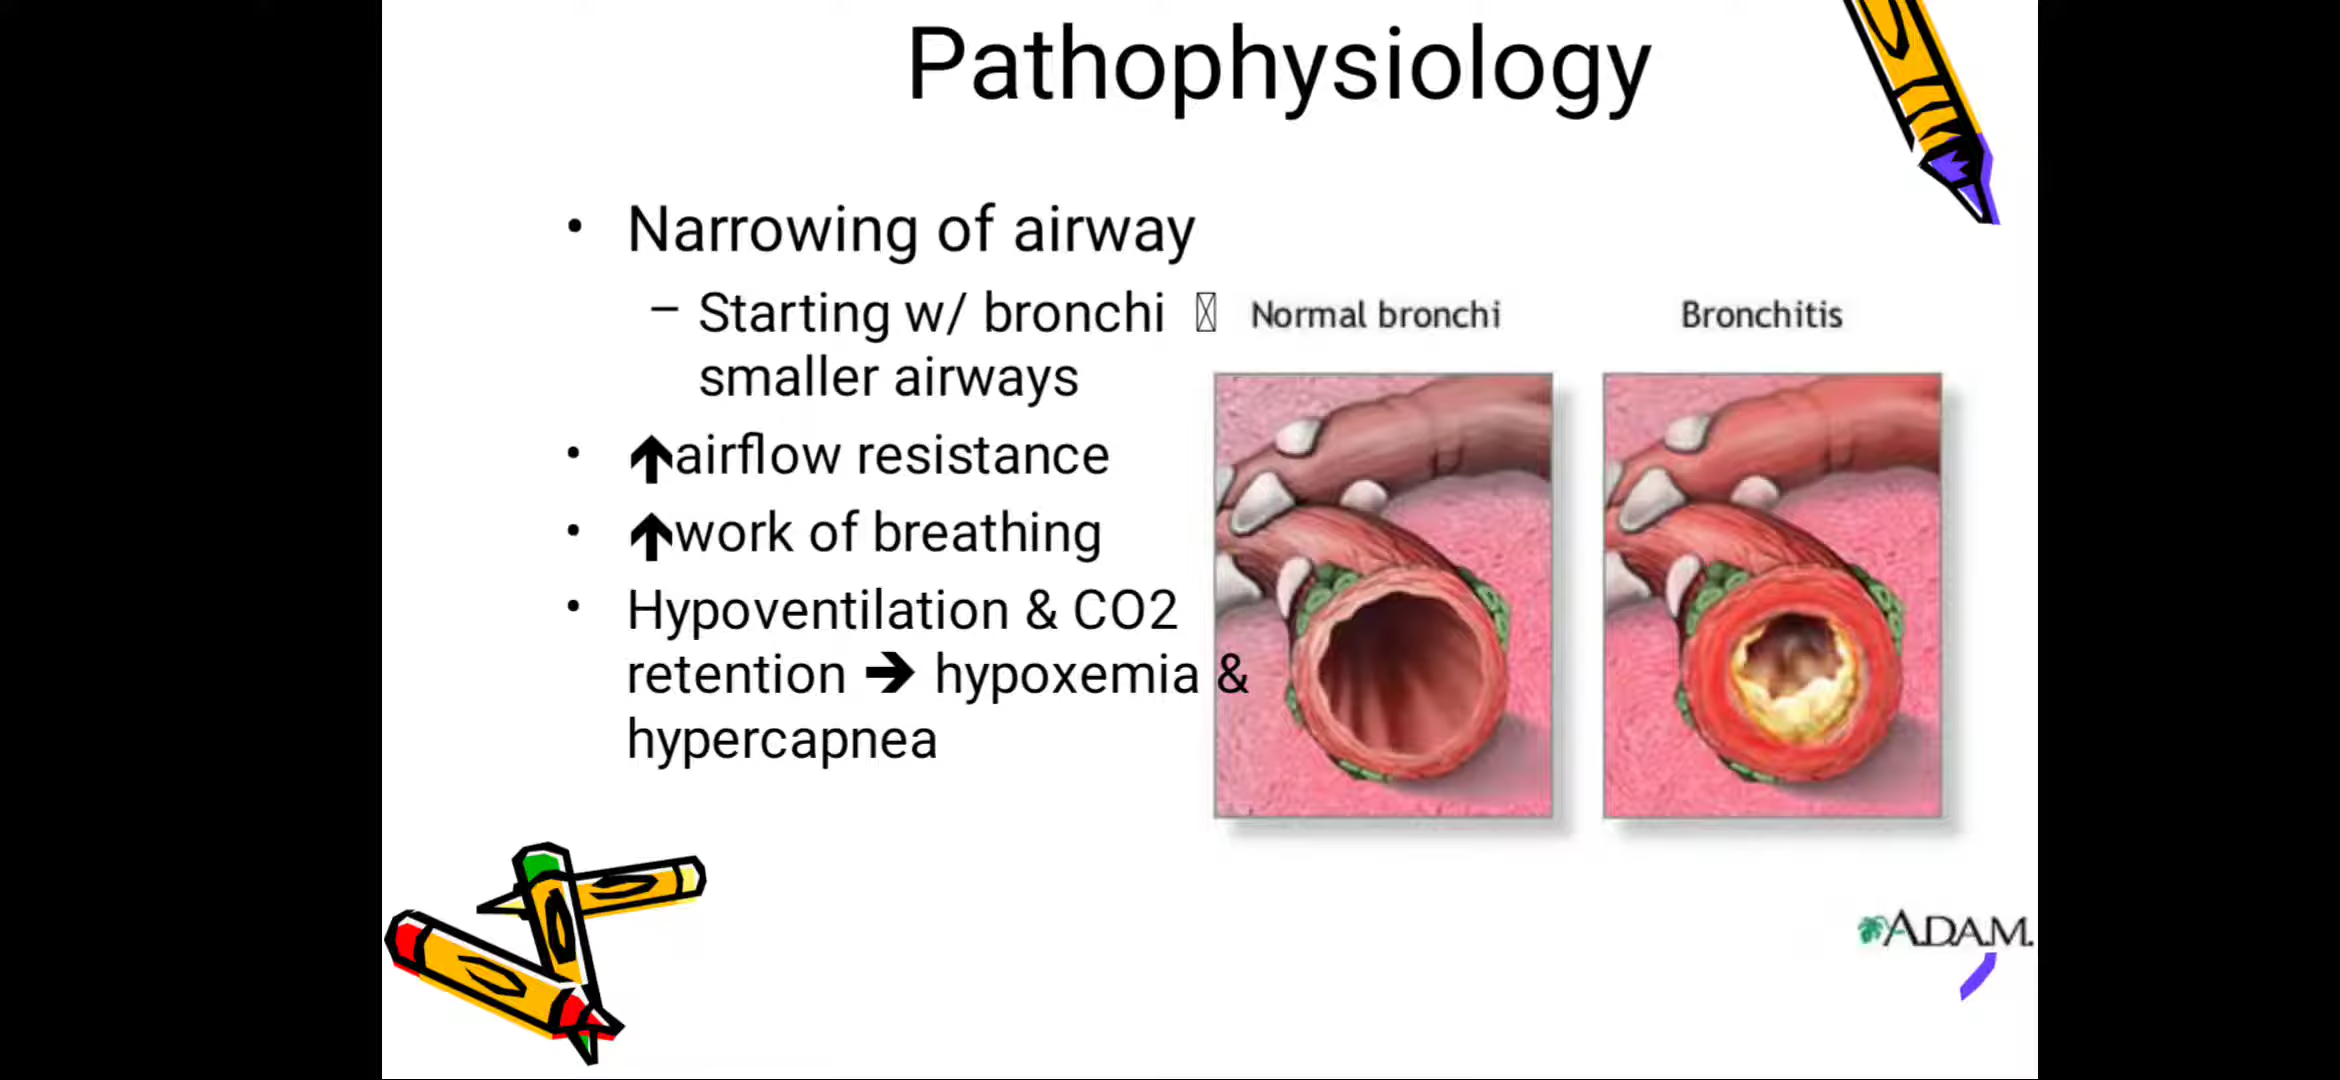 Pathophysiology
• Narrowing of airway
– Starting w/ bronchi
smaller airways
• ↑airflow resistance
• ↑work of breathing
• Hypoventilation & CO2
retention → hypoxemia &
hypercapnea
Normal bronchi
Bronchitis
A.D.A.M.